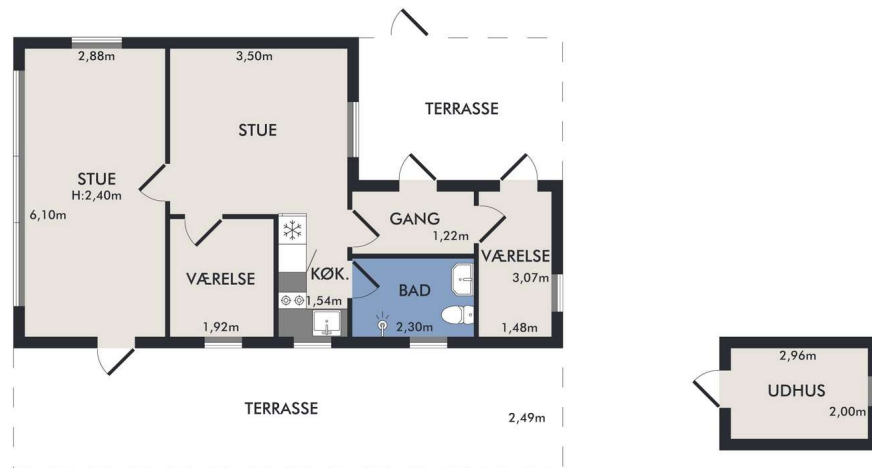 2,88m
3,50m
TERRASSE
STUE
STUE
H:2,40m
6,10m
GANG
1,22m
VÆRELSE
3,07m
VÆRELSE
KØK.
1,54m
BAD
1,92m
2,30m
1,48m
2,96m
UDHUS
2,00m
TERRASSE
2,49m